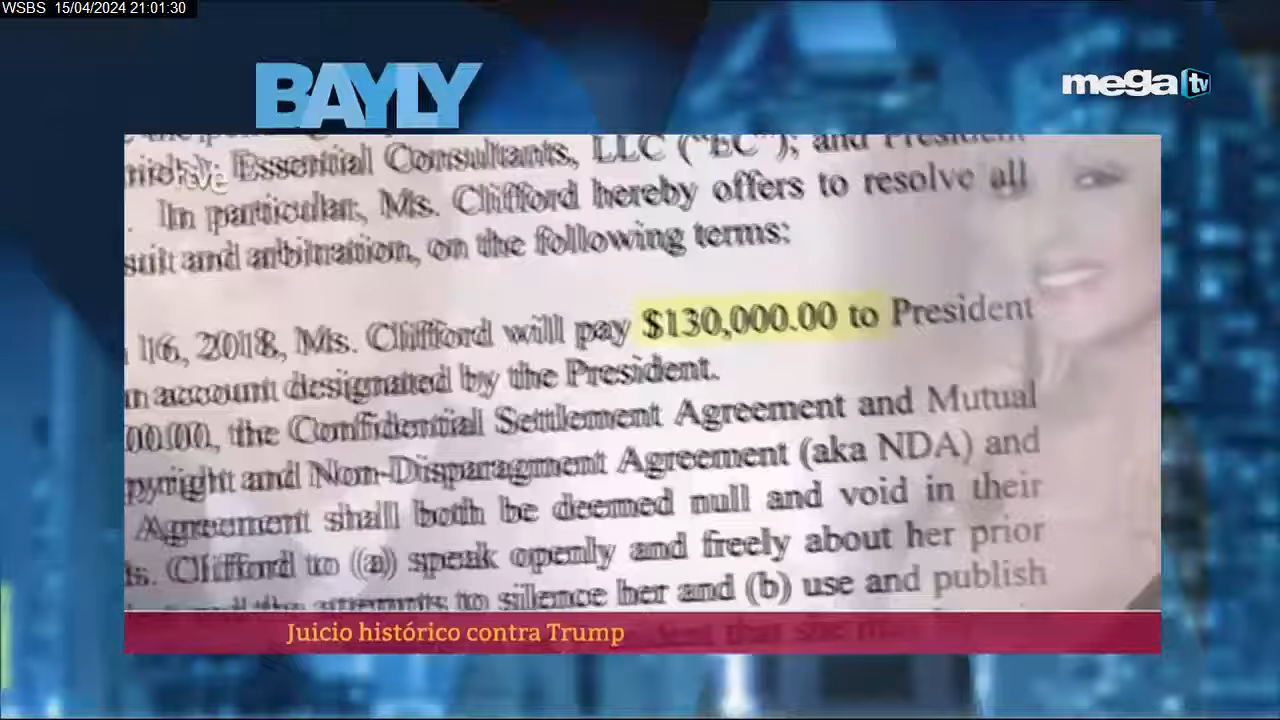 WSBS 15/04/2024 21:01:30
BAYLY
mega tv
Essential Consultants, LLC ("EC"); and President
In particular, Ms. Clifford hereby offers to resolve all
suit and arbitration, on the following terms:
16, 2018, Ms. Clifford will pay $130,000.00 to President
n account designated by the President.
00.00, the Confidential Settlement Agreement and Mutual
pyright and Non-Disparagment Agreement (aka NDA) and
Agreement shall both be deemed null and void in their
s. Clifford to (a) speak openly and freely about her prior
attempts to silence her and (b) use and publish
Juicio histórico contra Trump